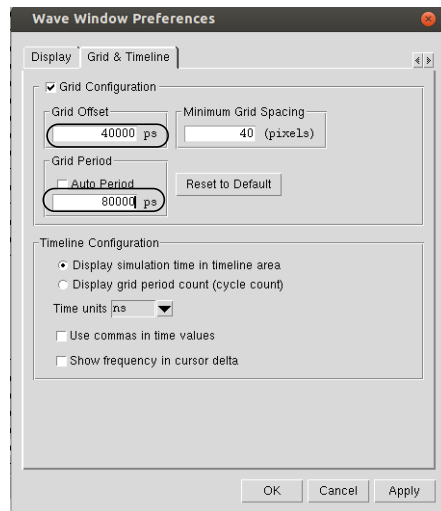 Wave Window Preferences
Display Grid & Timeline
Grid Configuration
Grid Offset Minimum Grid Spacing
40000 ps 40 (pixels)
Grid Period
Auto Period Reset to Default
80000 ps
Timeline Configuration
Display simulation time in timeline area
Display grid period count (cycle count)
Time units ns
Use commas in time values
Show frequency in cursor delta
OK Cancel Apply